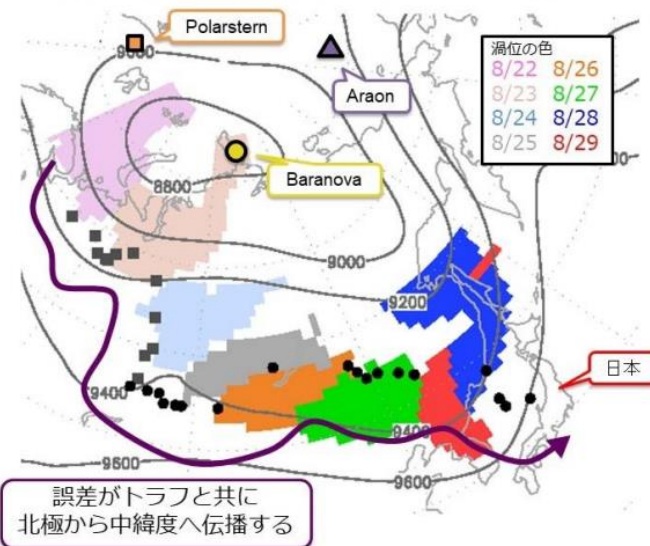 Polarstern
9000
Araon
渦位の色
8/22 8/26
8/23 8/27
8/24 8/28
8/25 8/29
Baranova
8800
9000
9200
日本
9400
9400
9600
9600
誤差がトラフと共に
北極から中緯度へ伝播する